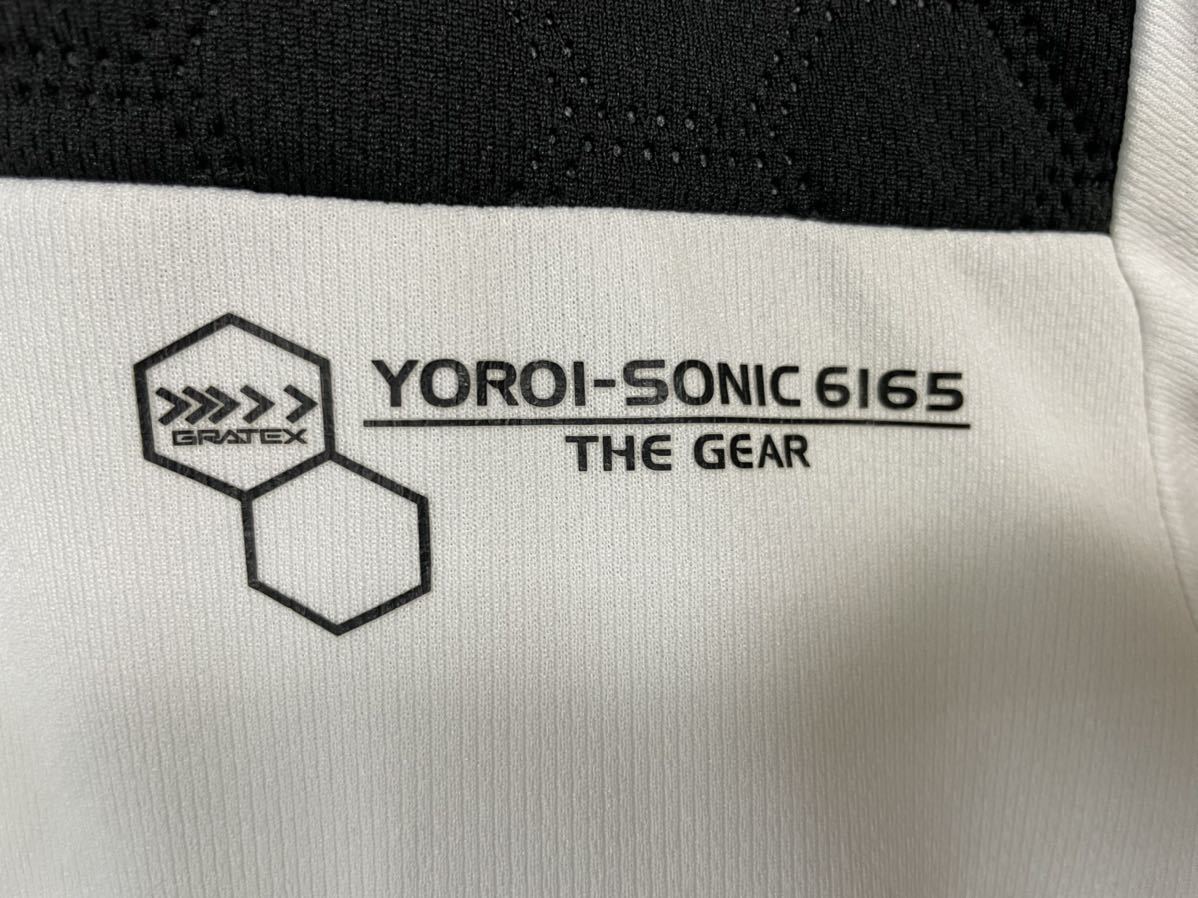 YOROI-SONIC 6165
THE GEAR
GRATEX